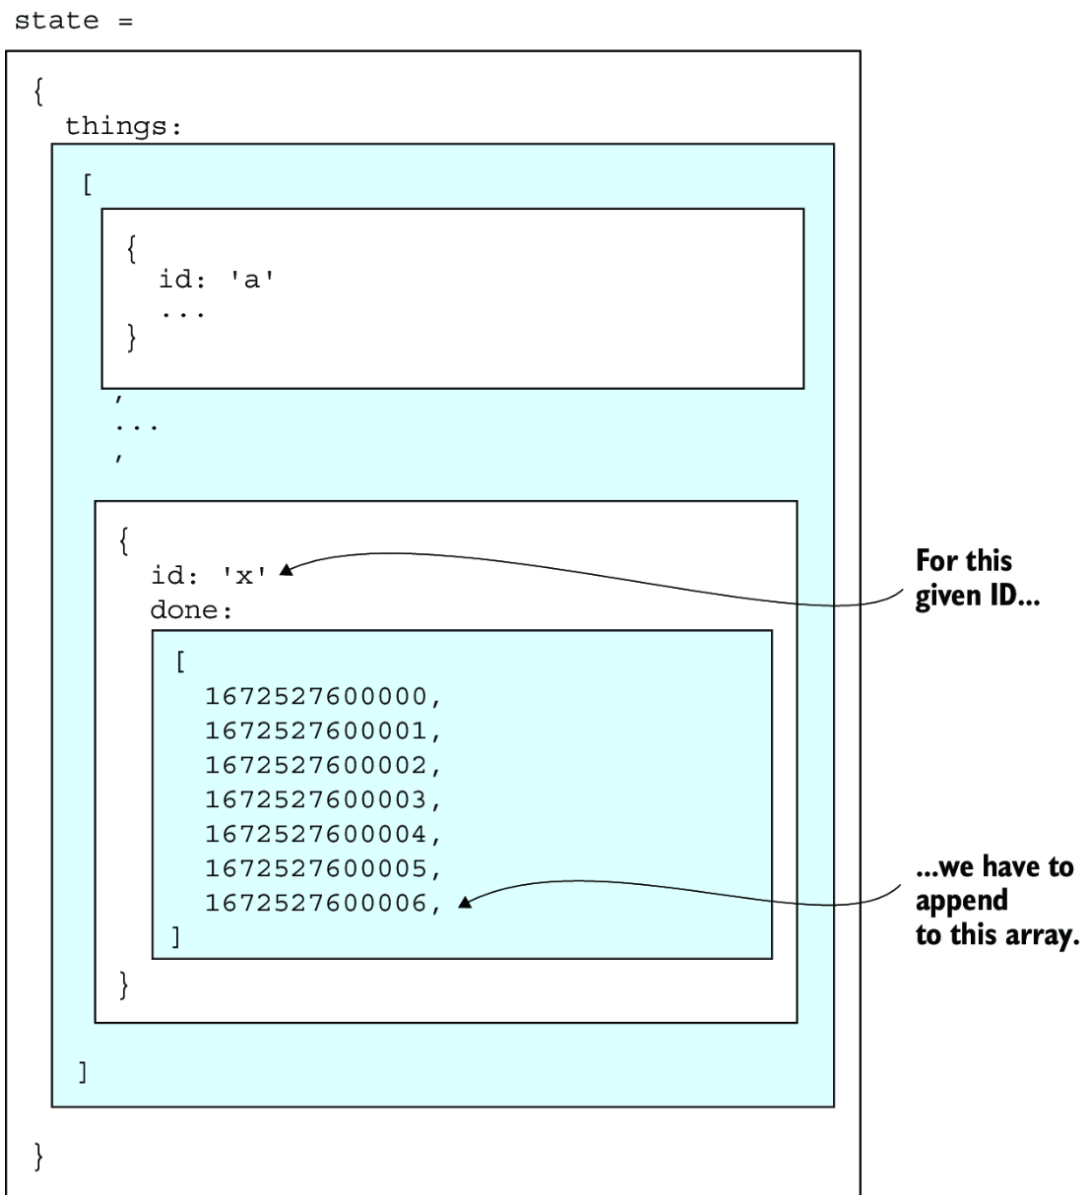 state =
{
things:
[
{
id: 'a'
...
}
,
...
,
{
id: 'x'
done:
[
1672527600000,
1672527600001,
1672527600002,
1672527600003,
1672527600004,
1672527600005,
1672527600006,
]
}
]
}
For this
given ID...
...we have to
append
to this array.